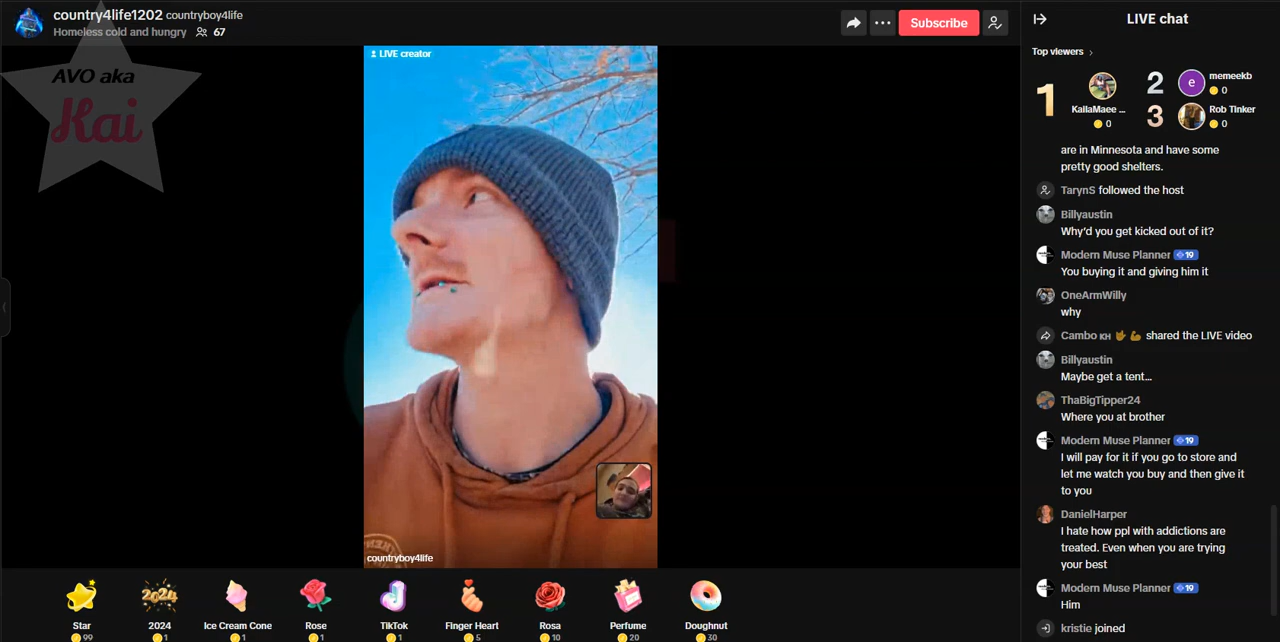 country4life1202 countryboy4life
Homeless cold and hungry 67
Subscribe
AVO aka
Kai
LIVE creator
countryboy4life
Star
99
2024
2024
1
Ice Cream Cone
1
Rose
1
TikTok
1
Finger Heart
5
Rosa
10
Perfume
20
Doughnut
30
LIVE chat
Top viewers
1
KallaMaee ...
0
2
e
memeekb
0
3
Rob Tinker
0
are in Minnesota and have some
pretty good shelters.
TarynS followed the host
Billyaustin
Why'd you get kicked out of it?
Modern Muse Planner 19
You buying it and giving him it
OneArmWilly
why
Cambo KH 🤟 💪 shared the LIVE video
Billyaustin
Maybe get a tent...
ThaBigTipper24
Where you at brother
Modern Muse Planner 19
I will pay for it if you go to store and
let me watch you buy and then give it
to you
DanielHarper
I hate how ppl with addictions are
treated. Even when you are trying
your best
Modern Muse Planner 19
Him
kristie joined